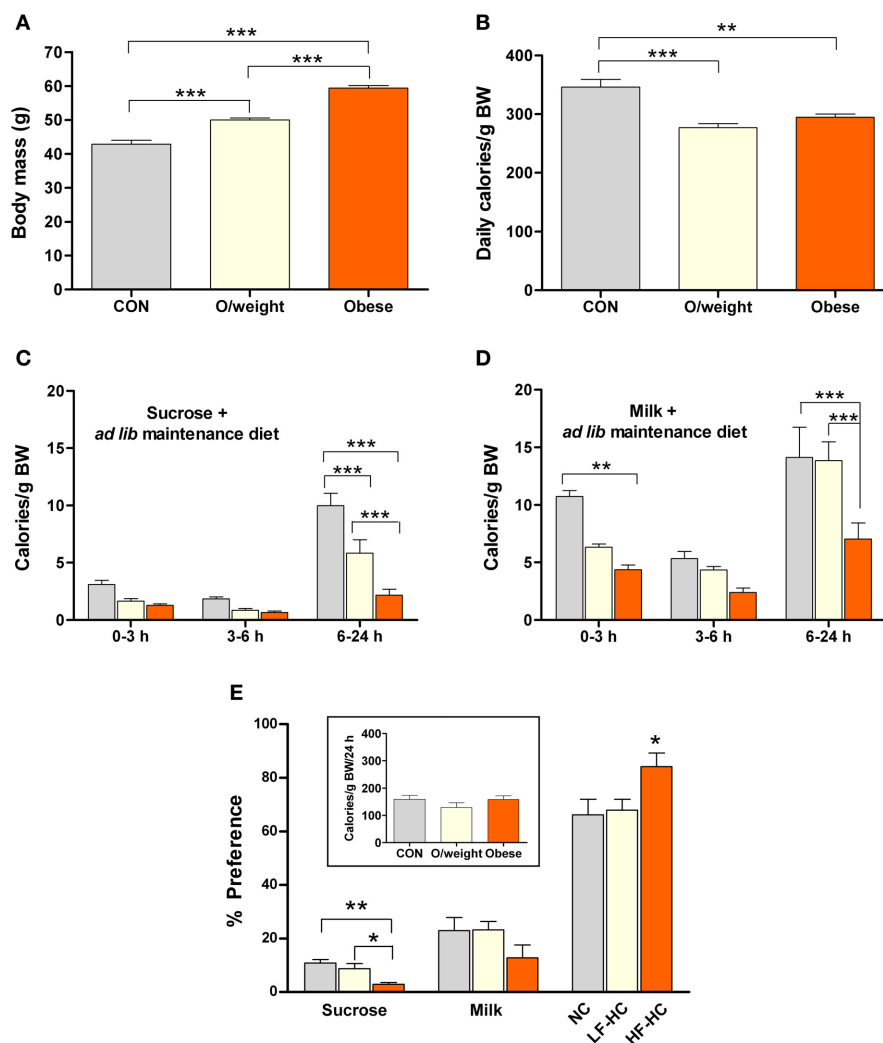 A
Body mass (g)
70
60
50
40
30
20
10
0
***
***
***
CON O/weight Obese
B
Daily calories/g BW
400
300
200
100
0
**
***
CON O/weight Obese
C
Calories/g BW
20
15
10
5
0
Sucrose +
ad lib maintenance diet
***
***
***
0-3 h 3-6 h 6-24 h
D
Calories/g BW
20
15
10
5
0
Milk +
ad lib maintenance diet
**
***
***
0-3 h 3-6 h 6-24 h
E
% Preference
100
80
60
40
20
0
Calories/g BW/24 h
400
300
200
100
0
CON O/weight Obese
**
*
*
Sucrose Milk NC LF-HC HF-HC